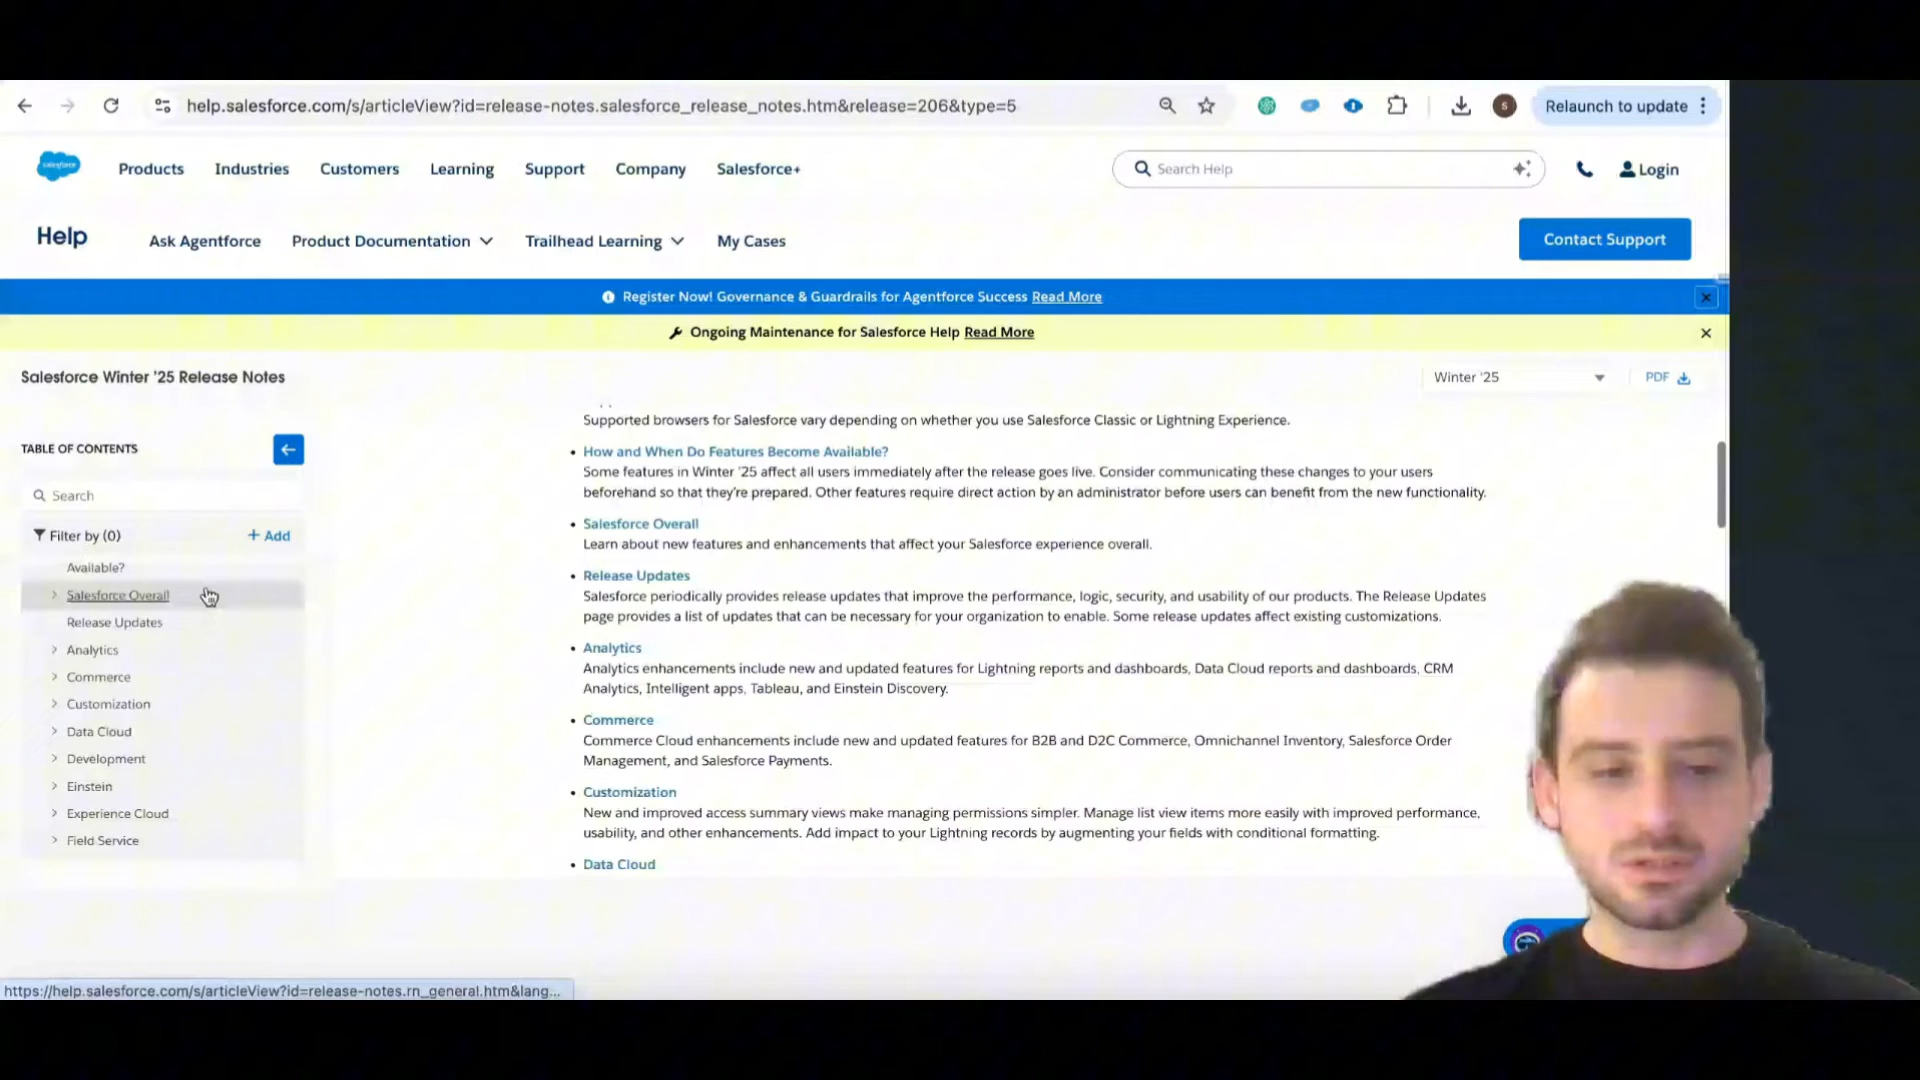 help.salesforce.com/s/articleView?id=release-notes.salesforce_release_notes.htm&release=206&type=5
S
Relaunch to update
salesforce
Products
Industries
Customers
Learning
Support
Company
Salesforce+
Search Help
Login
Help
Ask Agentforce
Product Documentation
Trailhead Learning
My Cases
Contact Support
Register Now! Governance & Guardrails for Agentforce Success Read More
Ongoing Maintenance for Salesforce Help Read More
Salesforce Winter '25 Release Notes
Winter '25
PDF
TABLE OF CONTENTS
Search
Filter by (0)
+ Add
Available?
Salesforce Overall
Release Updates
Analytics
Commerce
Customization
Data Cloud
Development
Einstein
Experience Cloud
Field Service
Supported browsers for Salesforce vary depending on whether you use Salesforce Classic or Lightning Experience.
• How and When Do Features Become Available?
Some features in Winter '25 affect all users immediately after the release goes live. Consider communicating these changes to your users
beforehand so that they're prepared. Other features require direct action by an administrator before users can benefit from the new functionality.
• Salesforce Overall
Learn about new features and enhancements that affect your Salesforce experience overall.
• Release Updates
Salesforce periodically provides release updates that improve the performance, logic, security, and usability of our products. The Release Updates
page provides a list of updates that can be necessary for your organization to enable. Some release updates affect existing customizations.
• Analytics
Analytics enhancements include new and updated features for Lightning reports and dashboards, Data Cloud reports and dashboards, CRM
Analytics, Intelligent apps, Tableau, and Einstein Discovery.
• Commerce
Commerce Cloud enhancements include new and updated features for B2B and D2C Commerce, Omnichannel Inventory, Salesforce Order
Management, and Salesforce Payments.
• Customization
New and improved access summary views make managing permissions simpler. Manage list view items more easily with improved performance,
usability, and other enhancements. Add impact to your Lightning records by augmenting your fields with conditional formatting.
• Data Cloud
https://help.salesforce.com/s/articleView?id=release-notes.rn_general.htm&lang...